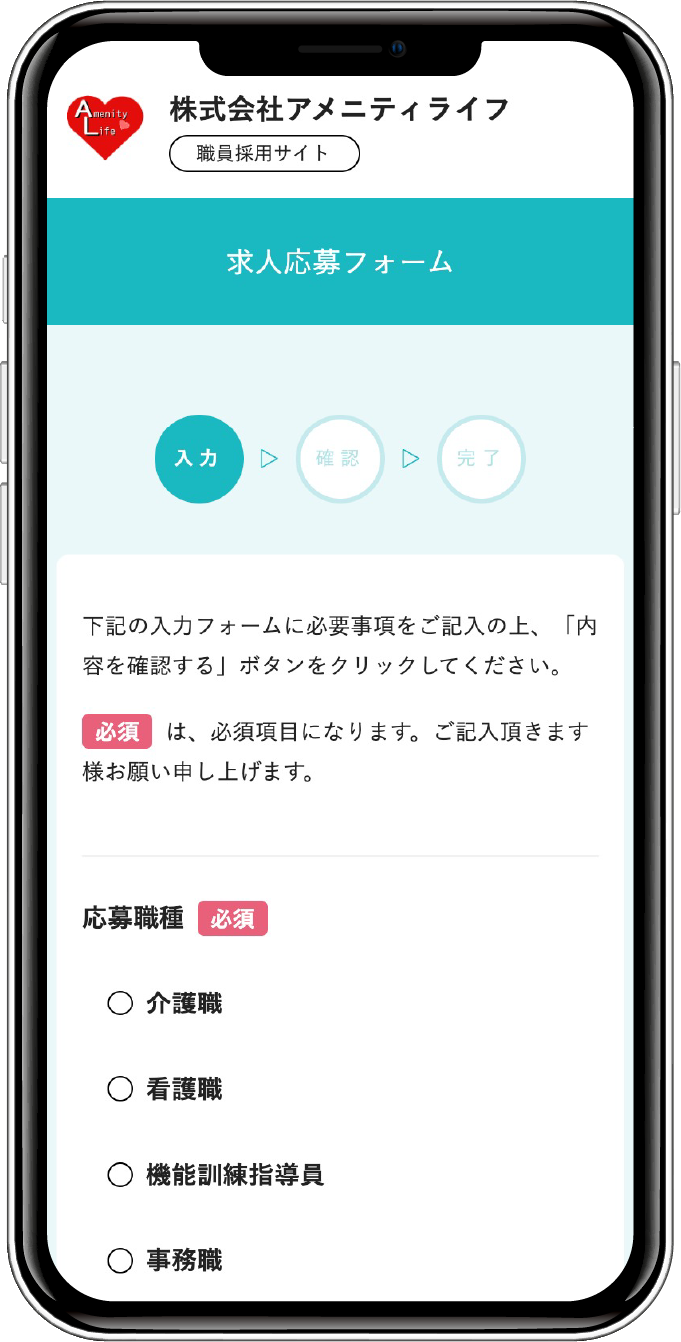 Amenity
Life
株式会社アメニティライフ
職員採用サイト
求人応募フォーム
入力
確認
完了
下記の入力フォームに必要事項をご記入の上、「内
容を確認する」ボタンをクリックしてください。
必須 は、必須項目になります。ご記入頂きます
様お願い申し上げます。
応募職種 必須
介護職
看護職
機能訓練指導員
事務職